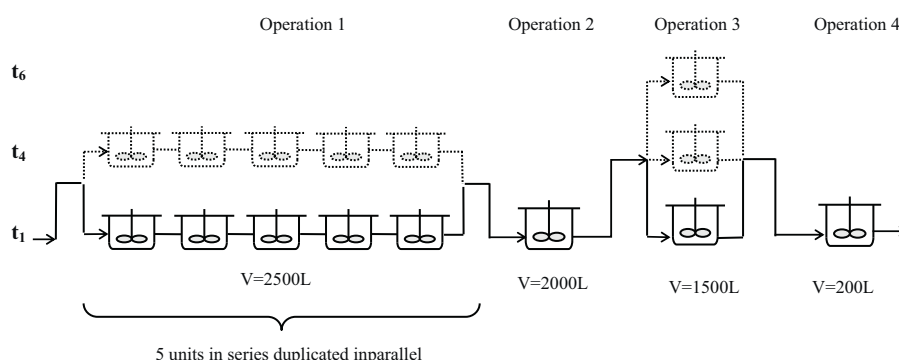 Operation 1 Operation 2 Operation 3 Operation 4
t6
t4
t1
V=2500L V=2000L V=1500L V=200L
5 units in series duplicated inparallel